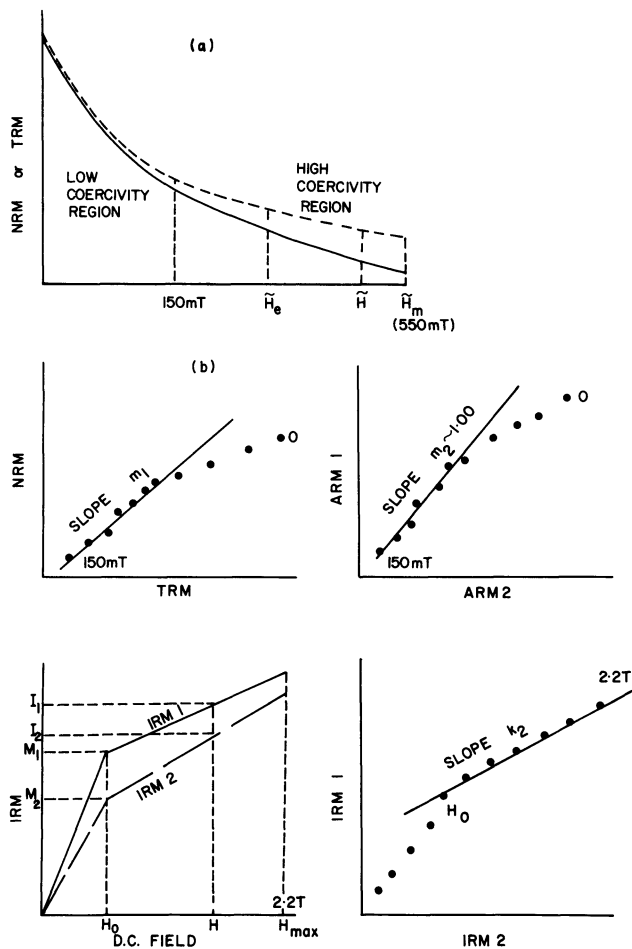 (a)
NRM or TRM
LOW
COERCIVITY
REGION
HIGH
COERCIVITY
REGION
150mT
H̃e
H̃
H̃m
(550mT)
(b)
NRM
SLOPE m₁
O
150mT
TRM
ARM 1
SLOPE m₂~1·00
O
150mT
ARM2
IRM
I₁
I₂
M₁
M₂
IRM 1
IRM 2
2·2T
H₀
H
Hmax
D.C. FIELD
IRM 1
2·2T
SLOPE k₂
H₀
IRM 2